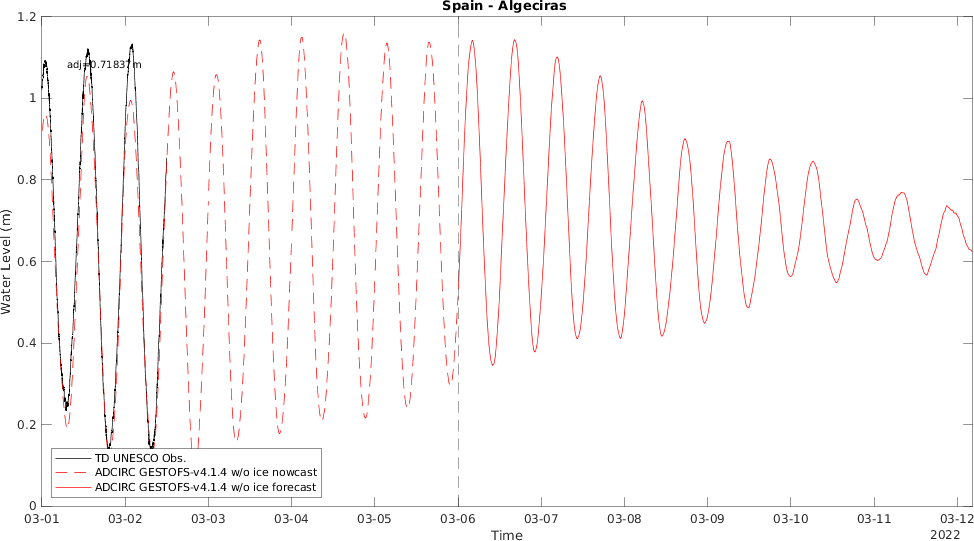 Spain - Algeciras
1.2
1
0.8
0.6
0.4
0.2
0
Water Level (m)
adj=0.71837m
TD UNESCO Obs.
ADCIRC GESTOFS-v4.1.4 w/o ice nowcast
ADCIRC GESTOFS-v4.1.4 w/o ice forecast
03-01 03-02 03-03 03-04 03-05 03-06 03-07 03-08 03-09 03-10 03-11 03-12
Time
2022